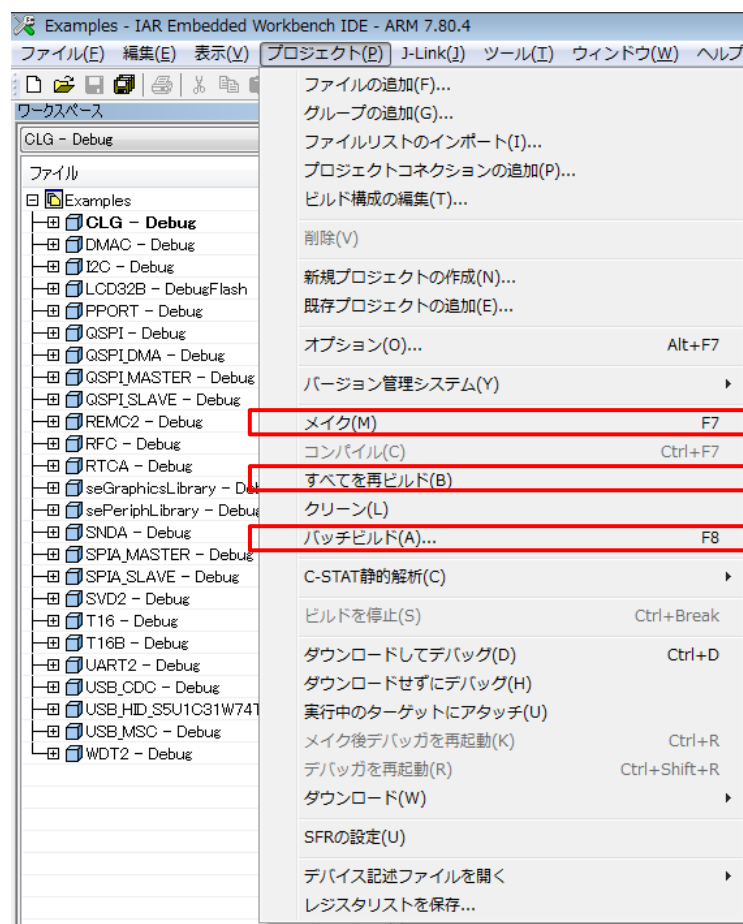 Examples - IAR Embedded Workbench IDE - ARM 7.80.4
ファイル(F) 編集(E) 表示(V) プロジェクト(P) J-Link(J) ツール(T) ウィンドウ(W) ヘルプ
ワークスペース
CLG - Debug
ファイル
Examples
CLG - Debug
DMAC - Debug
I2C - Debug
LCD32B - DebugFlash
PPORT - Debug
QSPI - Debug
QSPI_DMA - Debug
QSPI_MASTER - Debug
QSPI_SLAVE - Debug
REMC2 - Debug
RFC - Debug
RTCA - Debug
seGraphicsLibrary - Deb
sePeriphLibrary - Debug
SNDA - Debug
SPIA_MASTER - Debug
SPIA_SLAVE - Debug
SVD2 - Debug
T16 - Debug
T16B - Debug
UART2 - Debug
USB_CDC - Debug
USB_HID_S5U1C31W74T
USB_MSC - Debug
WDT2 - Debug
ファイルの追加(F)...
グループの追加(G)...
ファイルリストのインポート(I)...
プロジェクトコネクションの追加(P)...
ビルド構成の編集(T)...
削除(V)
新規プロジェクトの作成(N)...
既存プロジェクトの追加(E)...
オプション(O)... Alt+F7
バージョン管理システム(Y)
メイク(M) F7
コンパイル(C) Ctrl+F7
すべてを再ビルド(B)
クリーン(L)
バッチビルド(A)... F8
C-STAT静的解析(C)
ビルドを停止(S) Ctrl+Break
ダウンロードしてデバッグ(D) Ctrl+D
ダウンロードせずにデバッグ(H)
実行中のターゲットにアタッチ(U)
メイク後デバッガを再起動(K) Ctrl+R
デバッガを再起動(R) Ctrl+Shift+R
ダウンロード(W)
SFRの設定(U)
デバイス記述ファイルを開く
レジスタリストを保存...